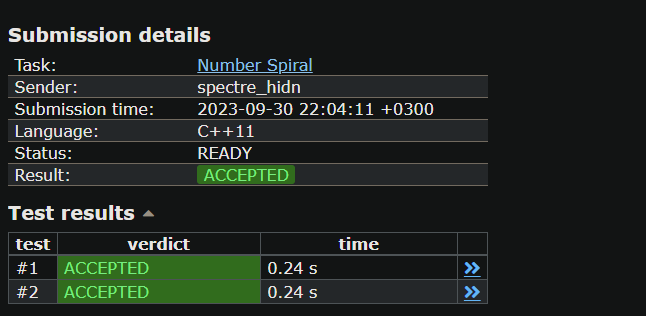 Submission details
Task: Number Spiral
Sender: spectre_hidn
Submission time: 2023-09-30 22:04:11 +0300
Language: C++11
Status: READY
Result: ACCEPTED
Test results
test verdict time
#1 ACCEPTED 0.24 s
#2 ACCEPTED 0.24 s